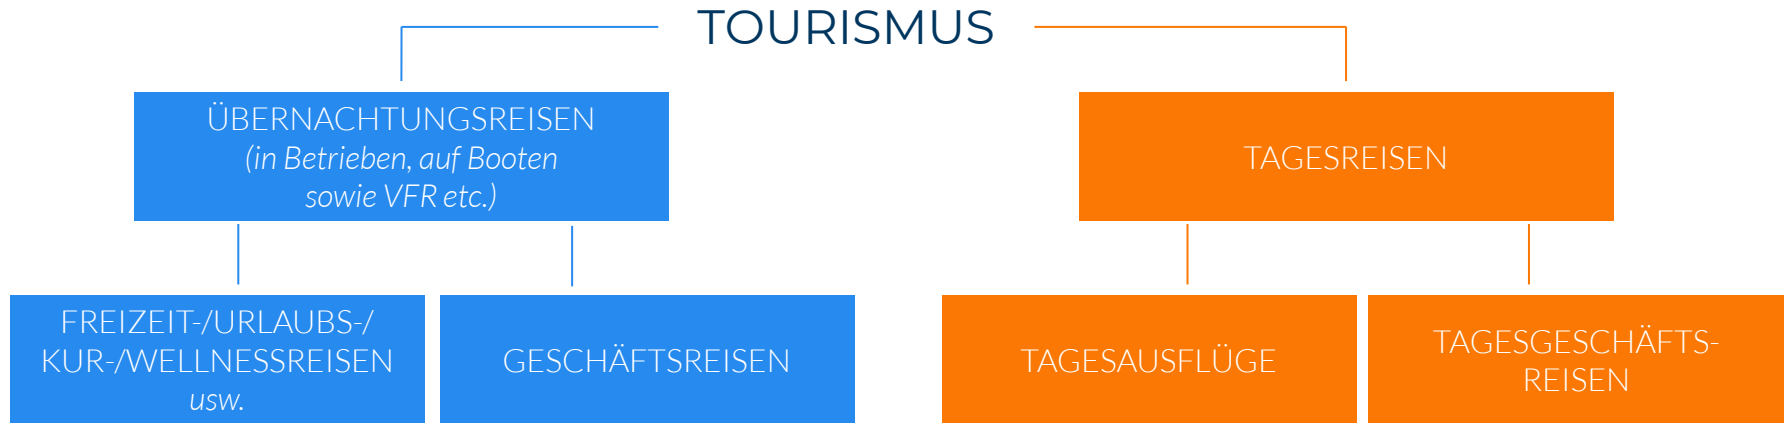 TOURISMUS
ÜBERNACHTUNGSREISEN
(in Betrieben, auf Booten
sowie VFR etc.)
TAGESREISEN
FREIZEIT-/URLAUBS-/
KUR-/WELLNESSREISEN
usw.
GESCHÄFTSREISEN
TAGESAUSFLÜGE
TAGESGESCHÄFTS-
REISEN